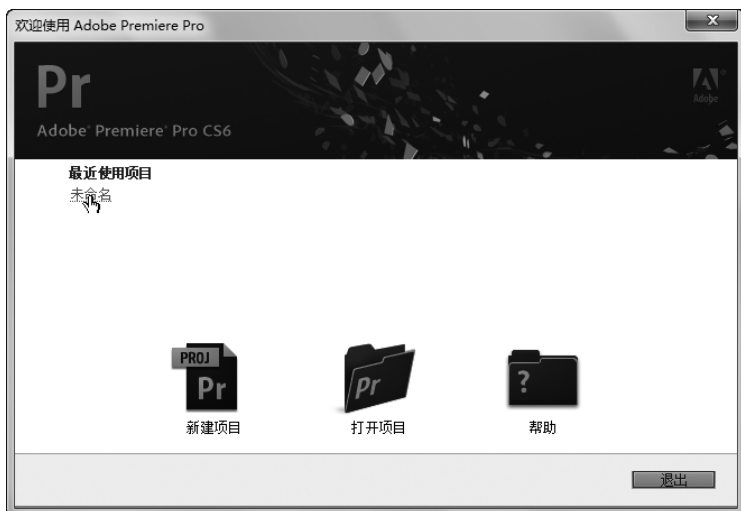 欢迎使用 Adobe Premiere Pro
Pr
Adobe
Adobe® Premiere® Pro CS6
最近使用项目
未命名
PROJ
Pr
Pr
?
新建项目
打开项目
帮助
退出